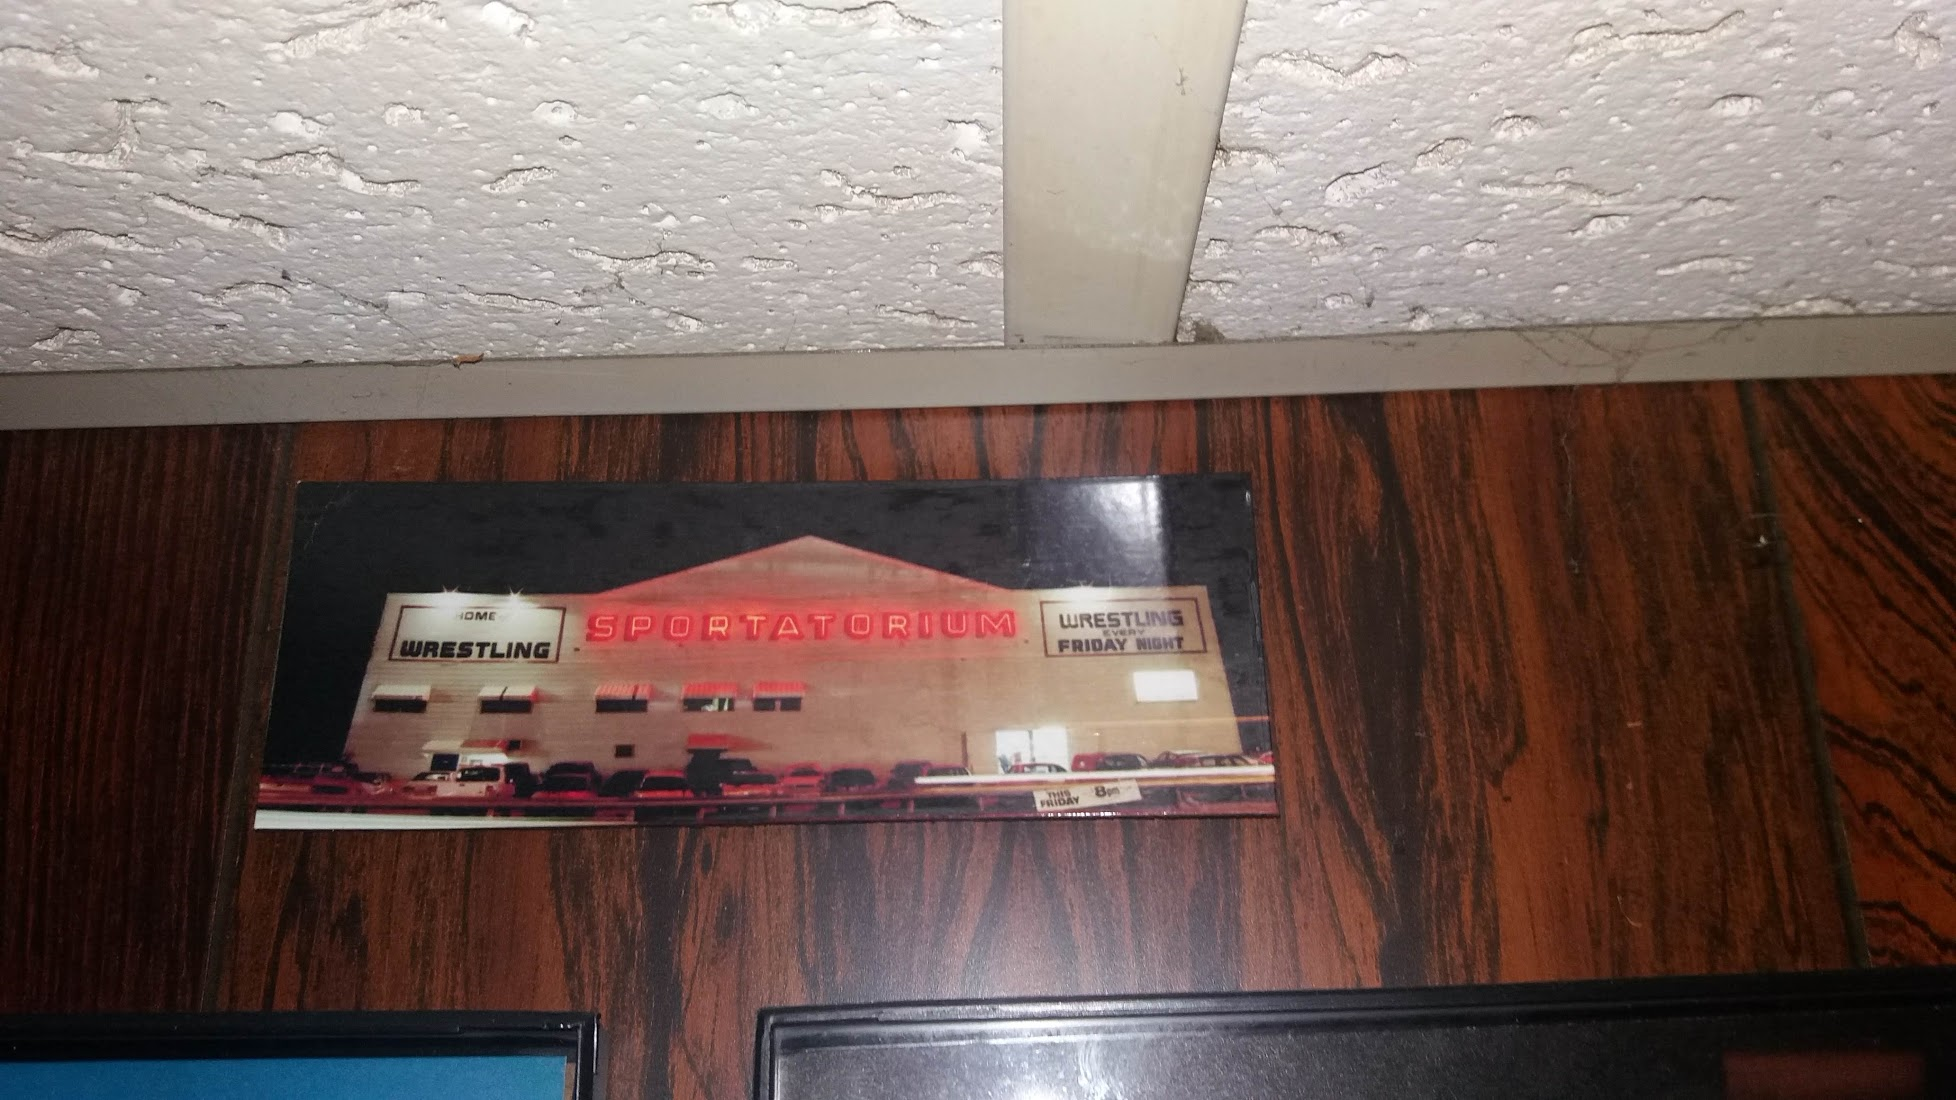 HOME
WRESTLING
SPORTATORIUM
WRESTLING
EVERY
FRIDAY NIGHT
THIS
FRIDAY
8pm